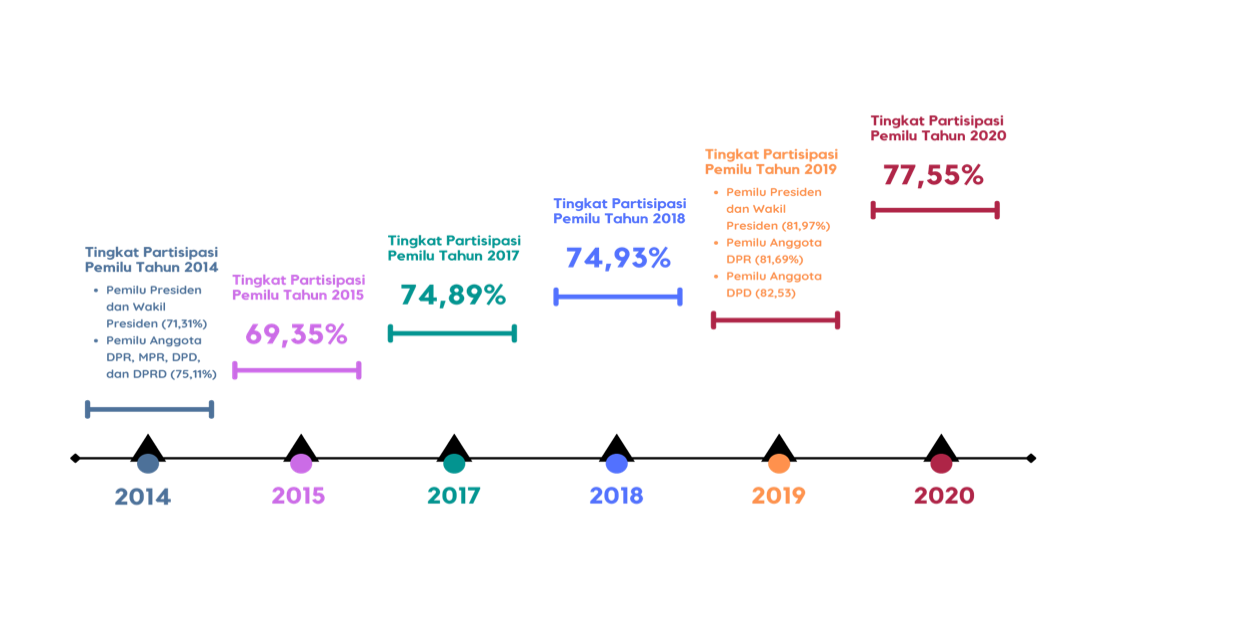 Tingkat Partisipasi
Pemilu Tahun 2014
• Pemilu Presiden
dan Wakil
Presiden (71,31%)
• Pemilu Anggota
DPR, MPR, DPD,
dan DPRD (75,11%)
Tingkat Partisipasi
Pemilu Tahun 2015
69,35%
Tingkat Partisipasi
Pemilu Tahun 2017
74,89%
Tingkat Partisipasi
Pemilu Tahun 2018
74,93%
Tingkat Partisipasi
Pemilu Tahun 2019
• Pemilu Presiden
dan Wakil
Presiden (81,97%)
• Pemilu Anggota
DPR (81,69%)
• Pemilu Anggota
DPD (82,53)
Tingkat Partisipasi
Pemilu Tahun 2020
77,55%
2014
2015
2017
2018
2019
2020